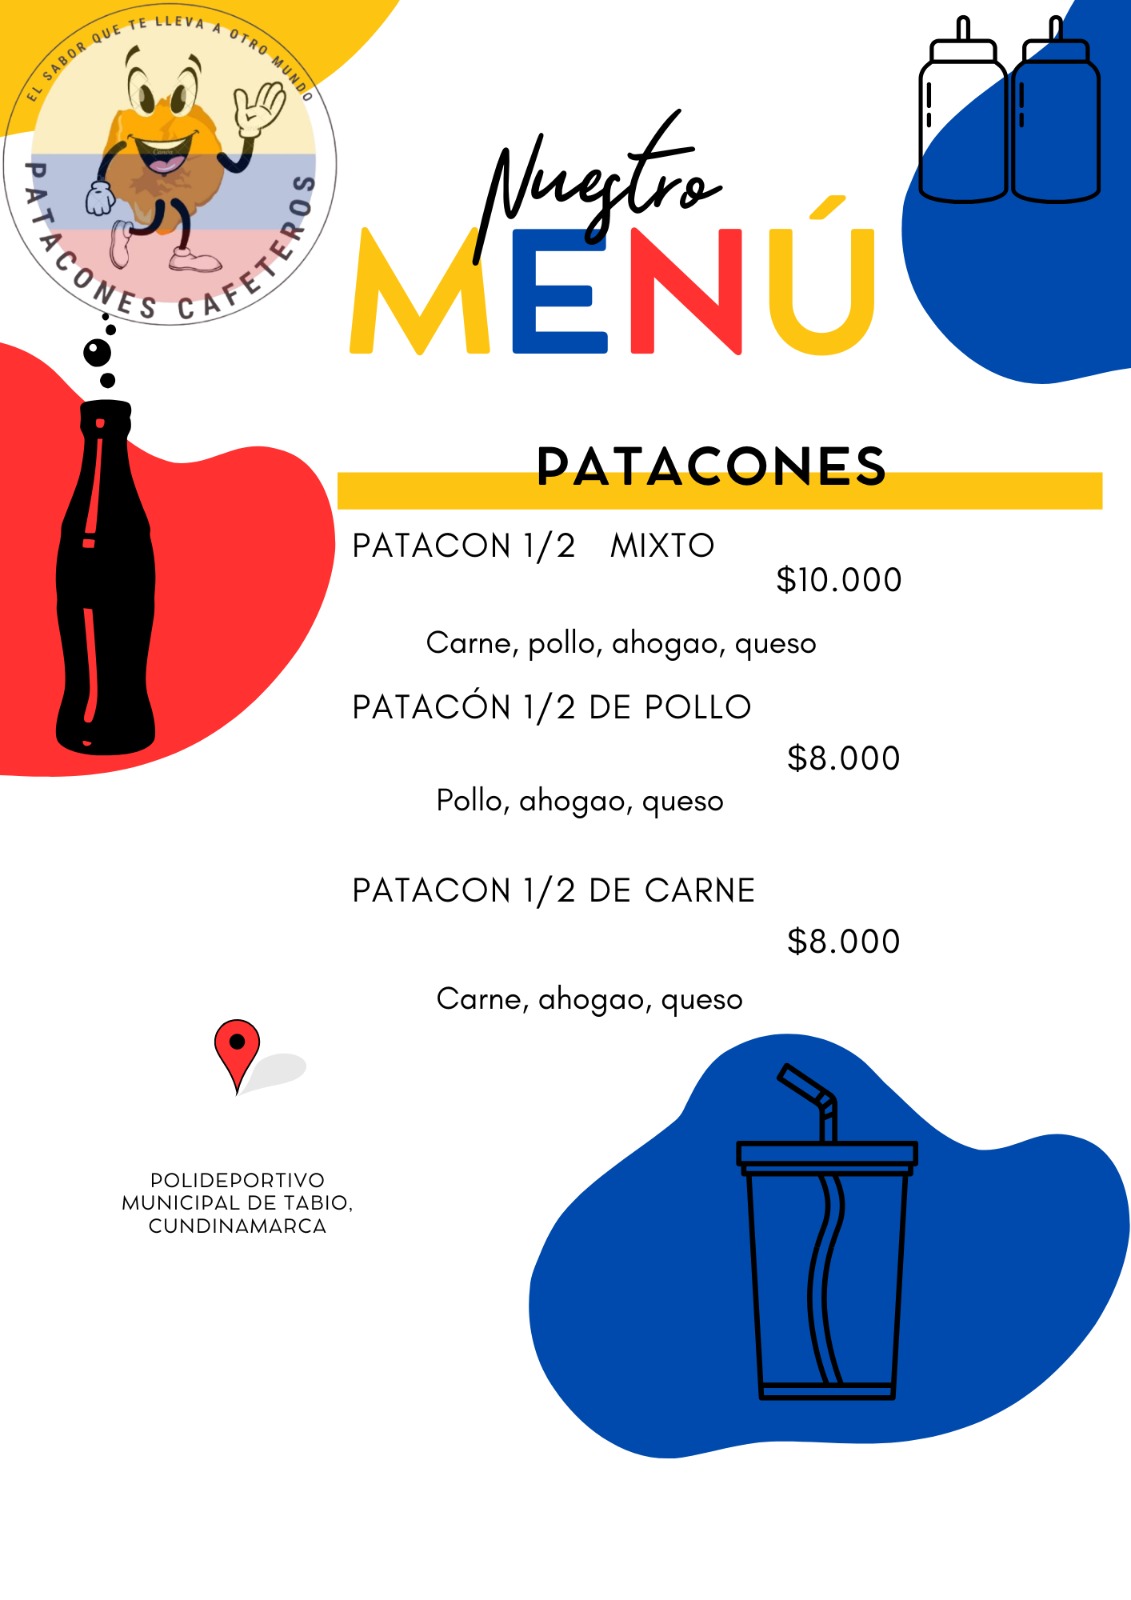 EL SABOR QUE TE LLEVA A OTRO MUNDO
PATACONES CAFETEROS
Nuestro
MENÚ
PATACONES
PATACON 1/2 MIXTO
$10.000
Carne, pollo, ahogao, queso
PATACÓN 1/2 DE POLLO
$8.000
Pollo, ahogao, queso
PATACON 1/2 DE CARNE
$8.000
Carne, ahogao, queso
POLIDEPORTIVO
MUNICIPAL DE TABIO,
CUNDINAMARCA